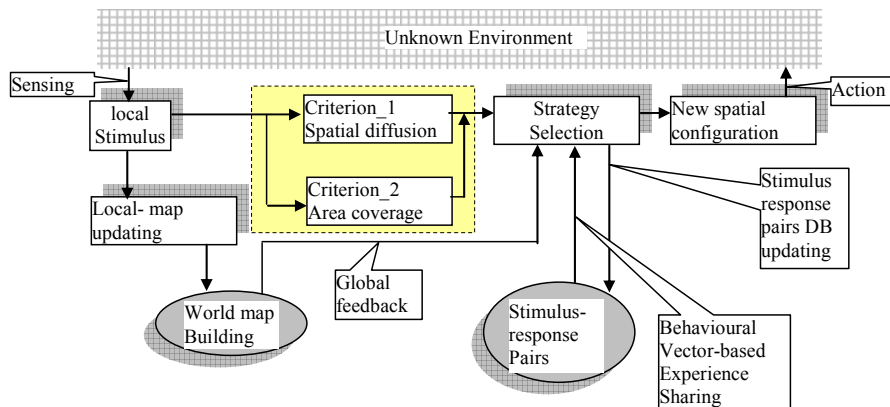 Unknown Environment
Sensing
Action
local
Stimulus
Criterion_1
Spatial diffusion
Strategy
Selection
New spatial
configuration
Criterion_2
Area coverage
Local- map
updating
Stimulus
response
pairs DB
updating
Global
feedback
World map
Building
Stimulus-
response
Pairs
Behavioural
Vector-based
Experience
Sharing